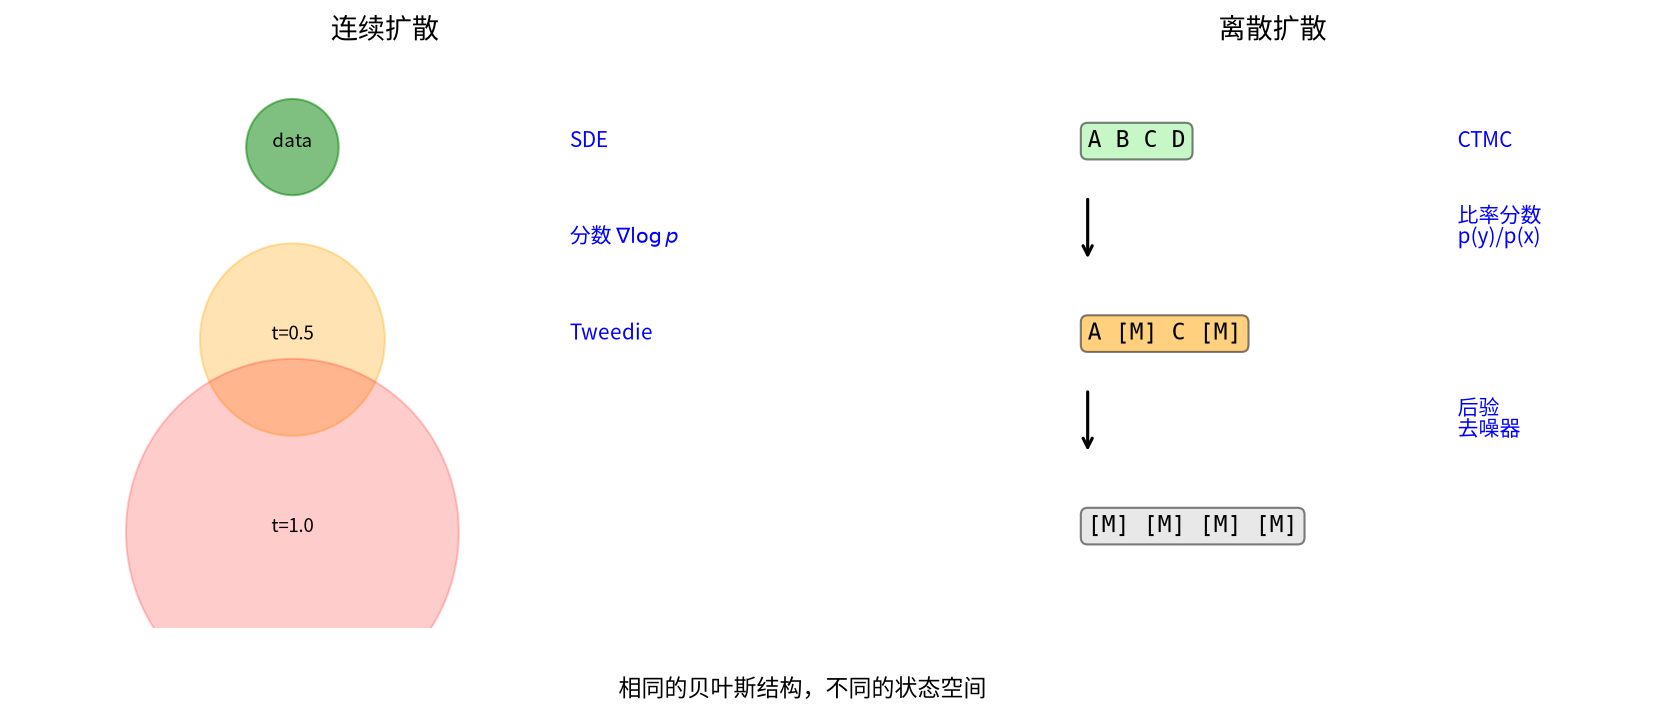 连续扩散
data
SDE
分数 ∇log p
t=0.5
Tweedie
t=1.0
离散扩散
A B C D
CTMC
比率分数
p(y)/p(x)
A [M] C [M]
后验
去噪器
[M] [M] [M] [M]
相同的贝叶斯结构，不同的状态空间